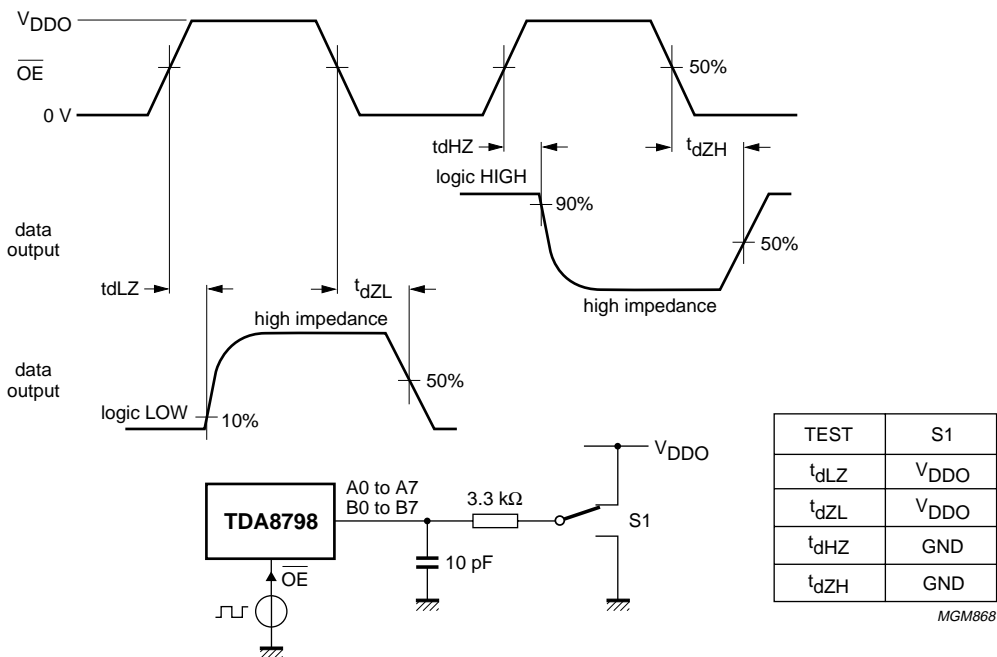 VDDO
OE
50%
0 V
tdHZ
tdZH
logic HIGH
90%
data
output
50%
tdLZ
tdZL
high impedance
high impedance
data
output
50%
logic LOW
10%
VDDO
A0 to A7
B0 to B7
3.3 kΩ
TDA8798
S1
10 pF
OE
TEST S1
tdLZ VDDO
tdZL VDDO
tdHZ GND
tdZH GND
MGM868